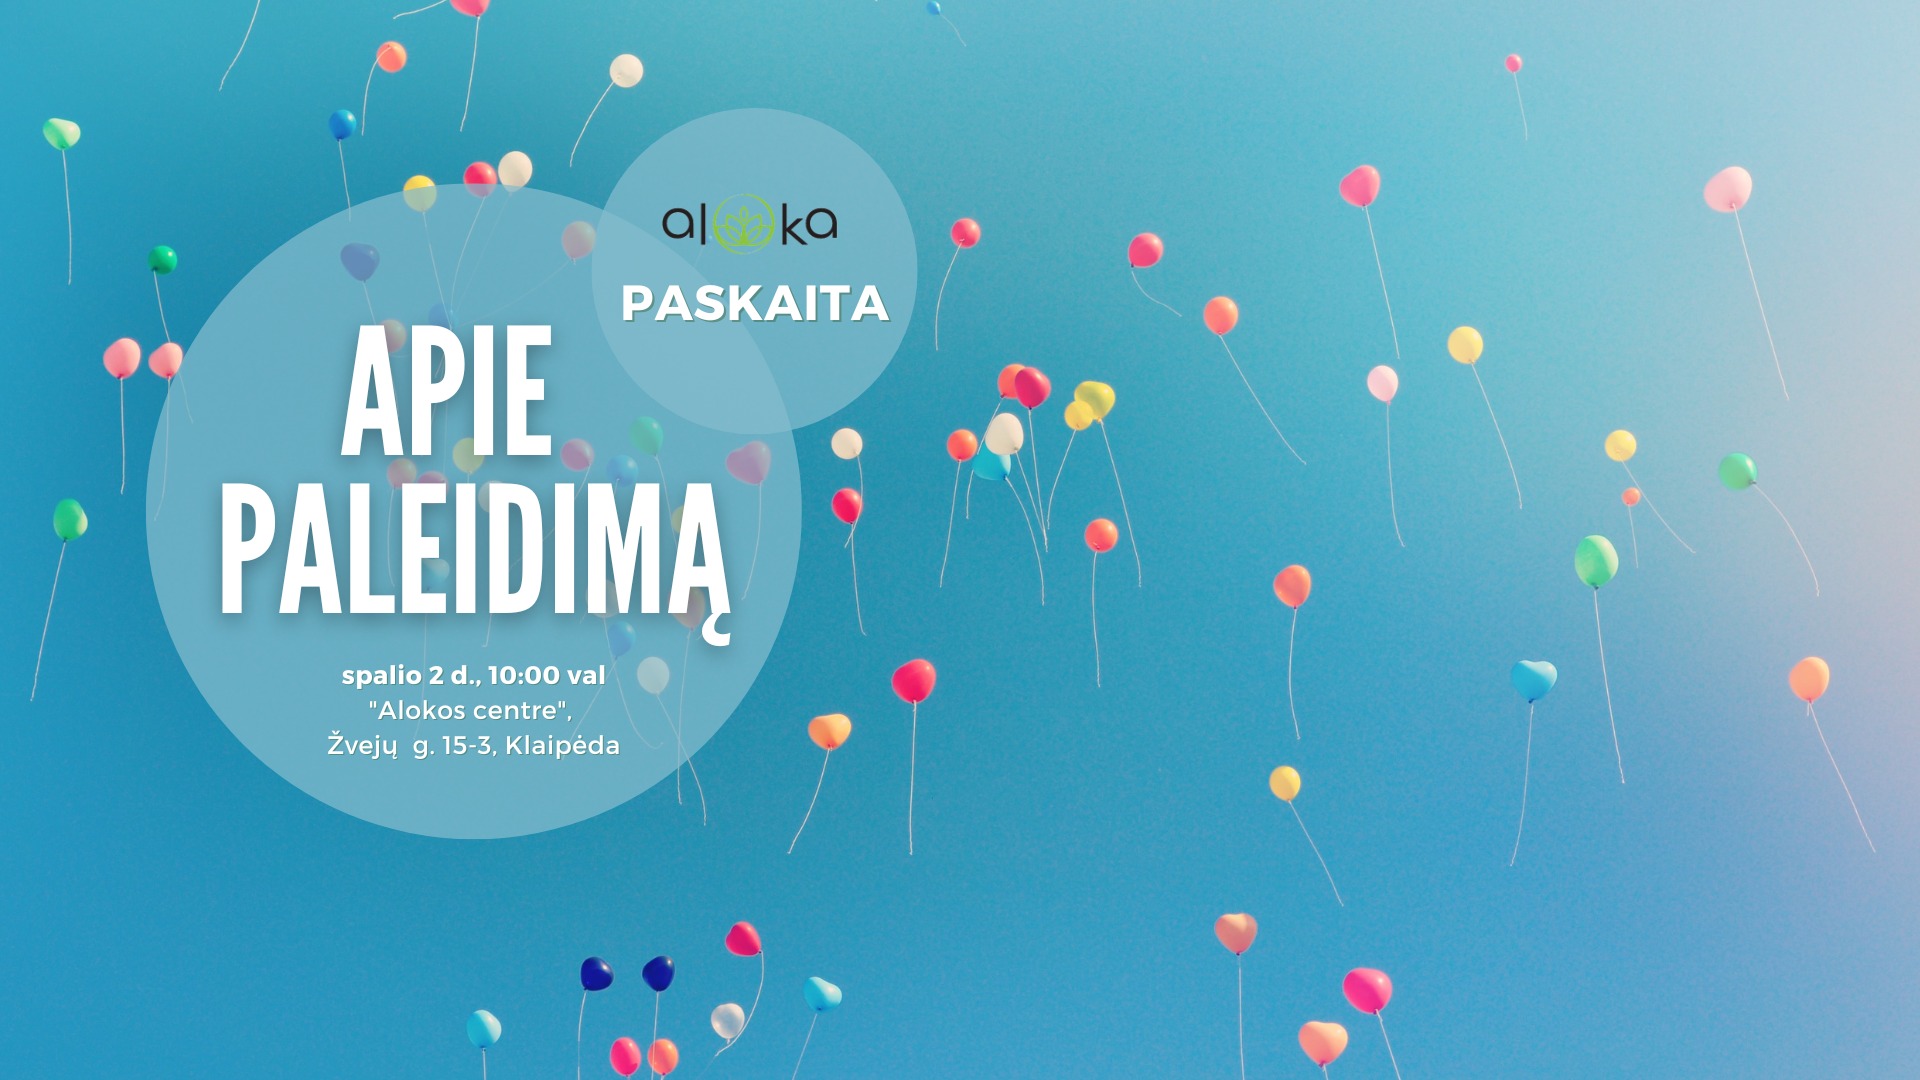 aloka
PASKAITA
APIE
PALEIDIMĄ
spalio 2 d., 10:00 val
"Alokos centre",
Žvejų g. 15-3, Klaipėda